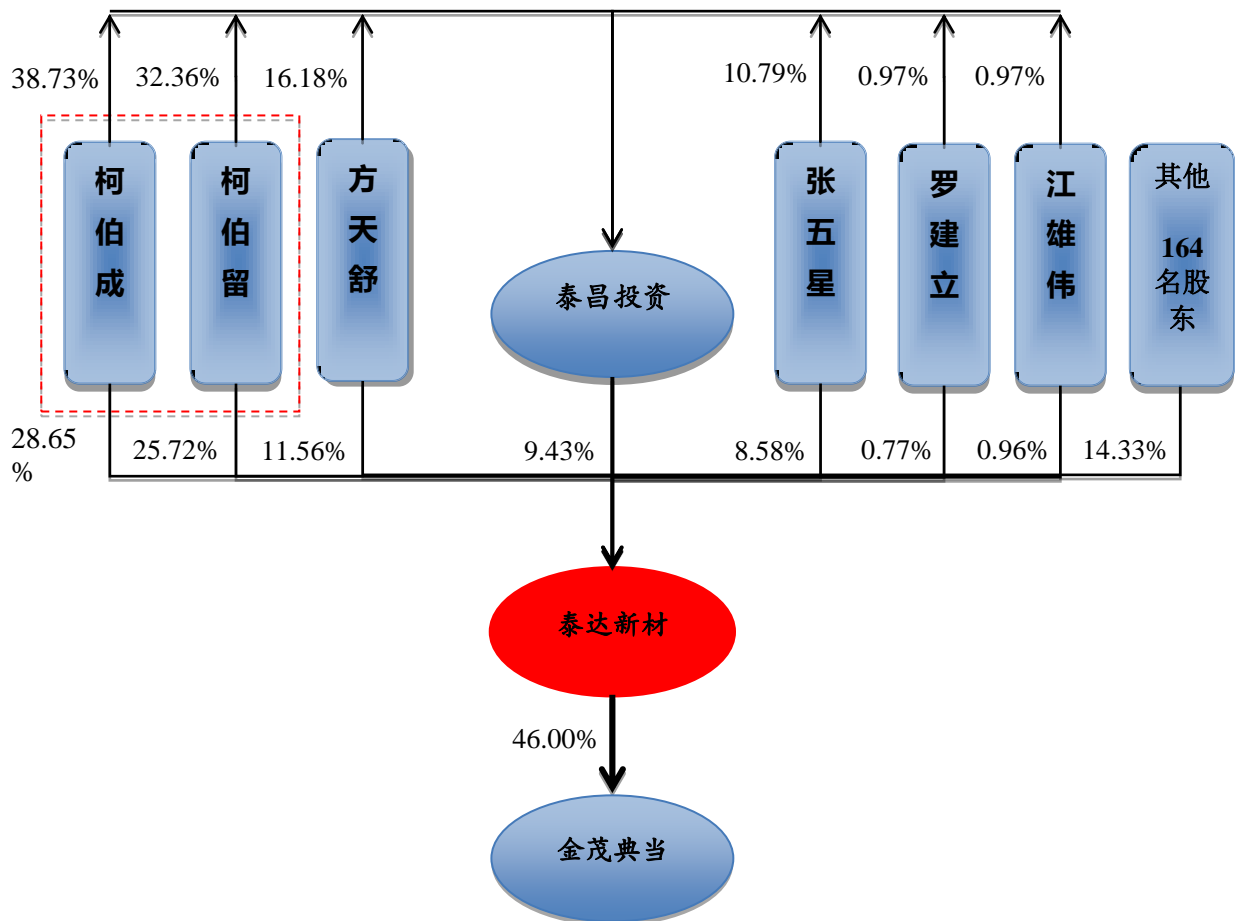 38.73%
32.36%
16.18%
10.79%
0.97%
0.97%
柯伯成
柯伯留
方天舒
泰昌投资
张五星
罗建立
江雄伟
其他
164
名股
东
28.65
%
25.72%
11.56%
9.43%
8.58%
0.77%
0.96%
14.33%
泰达新材
46.00%
金茂典当